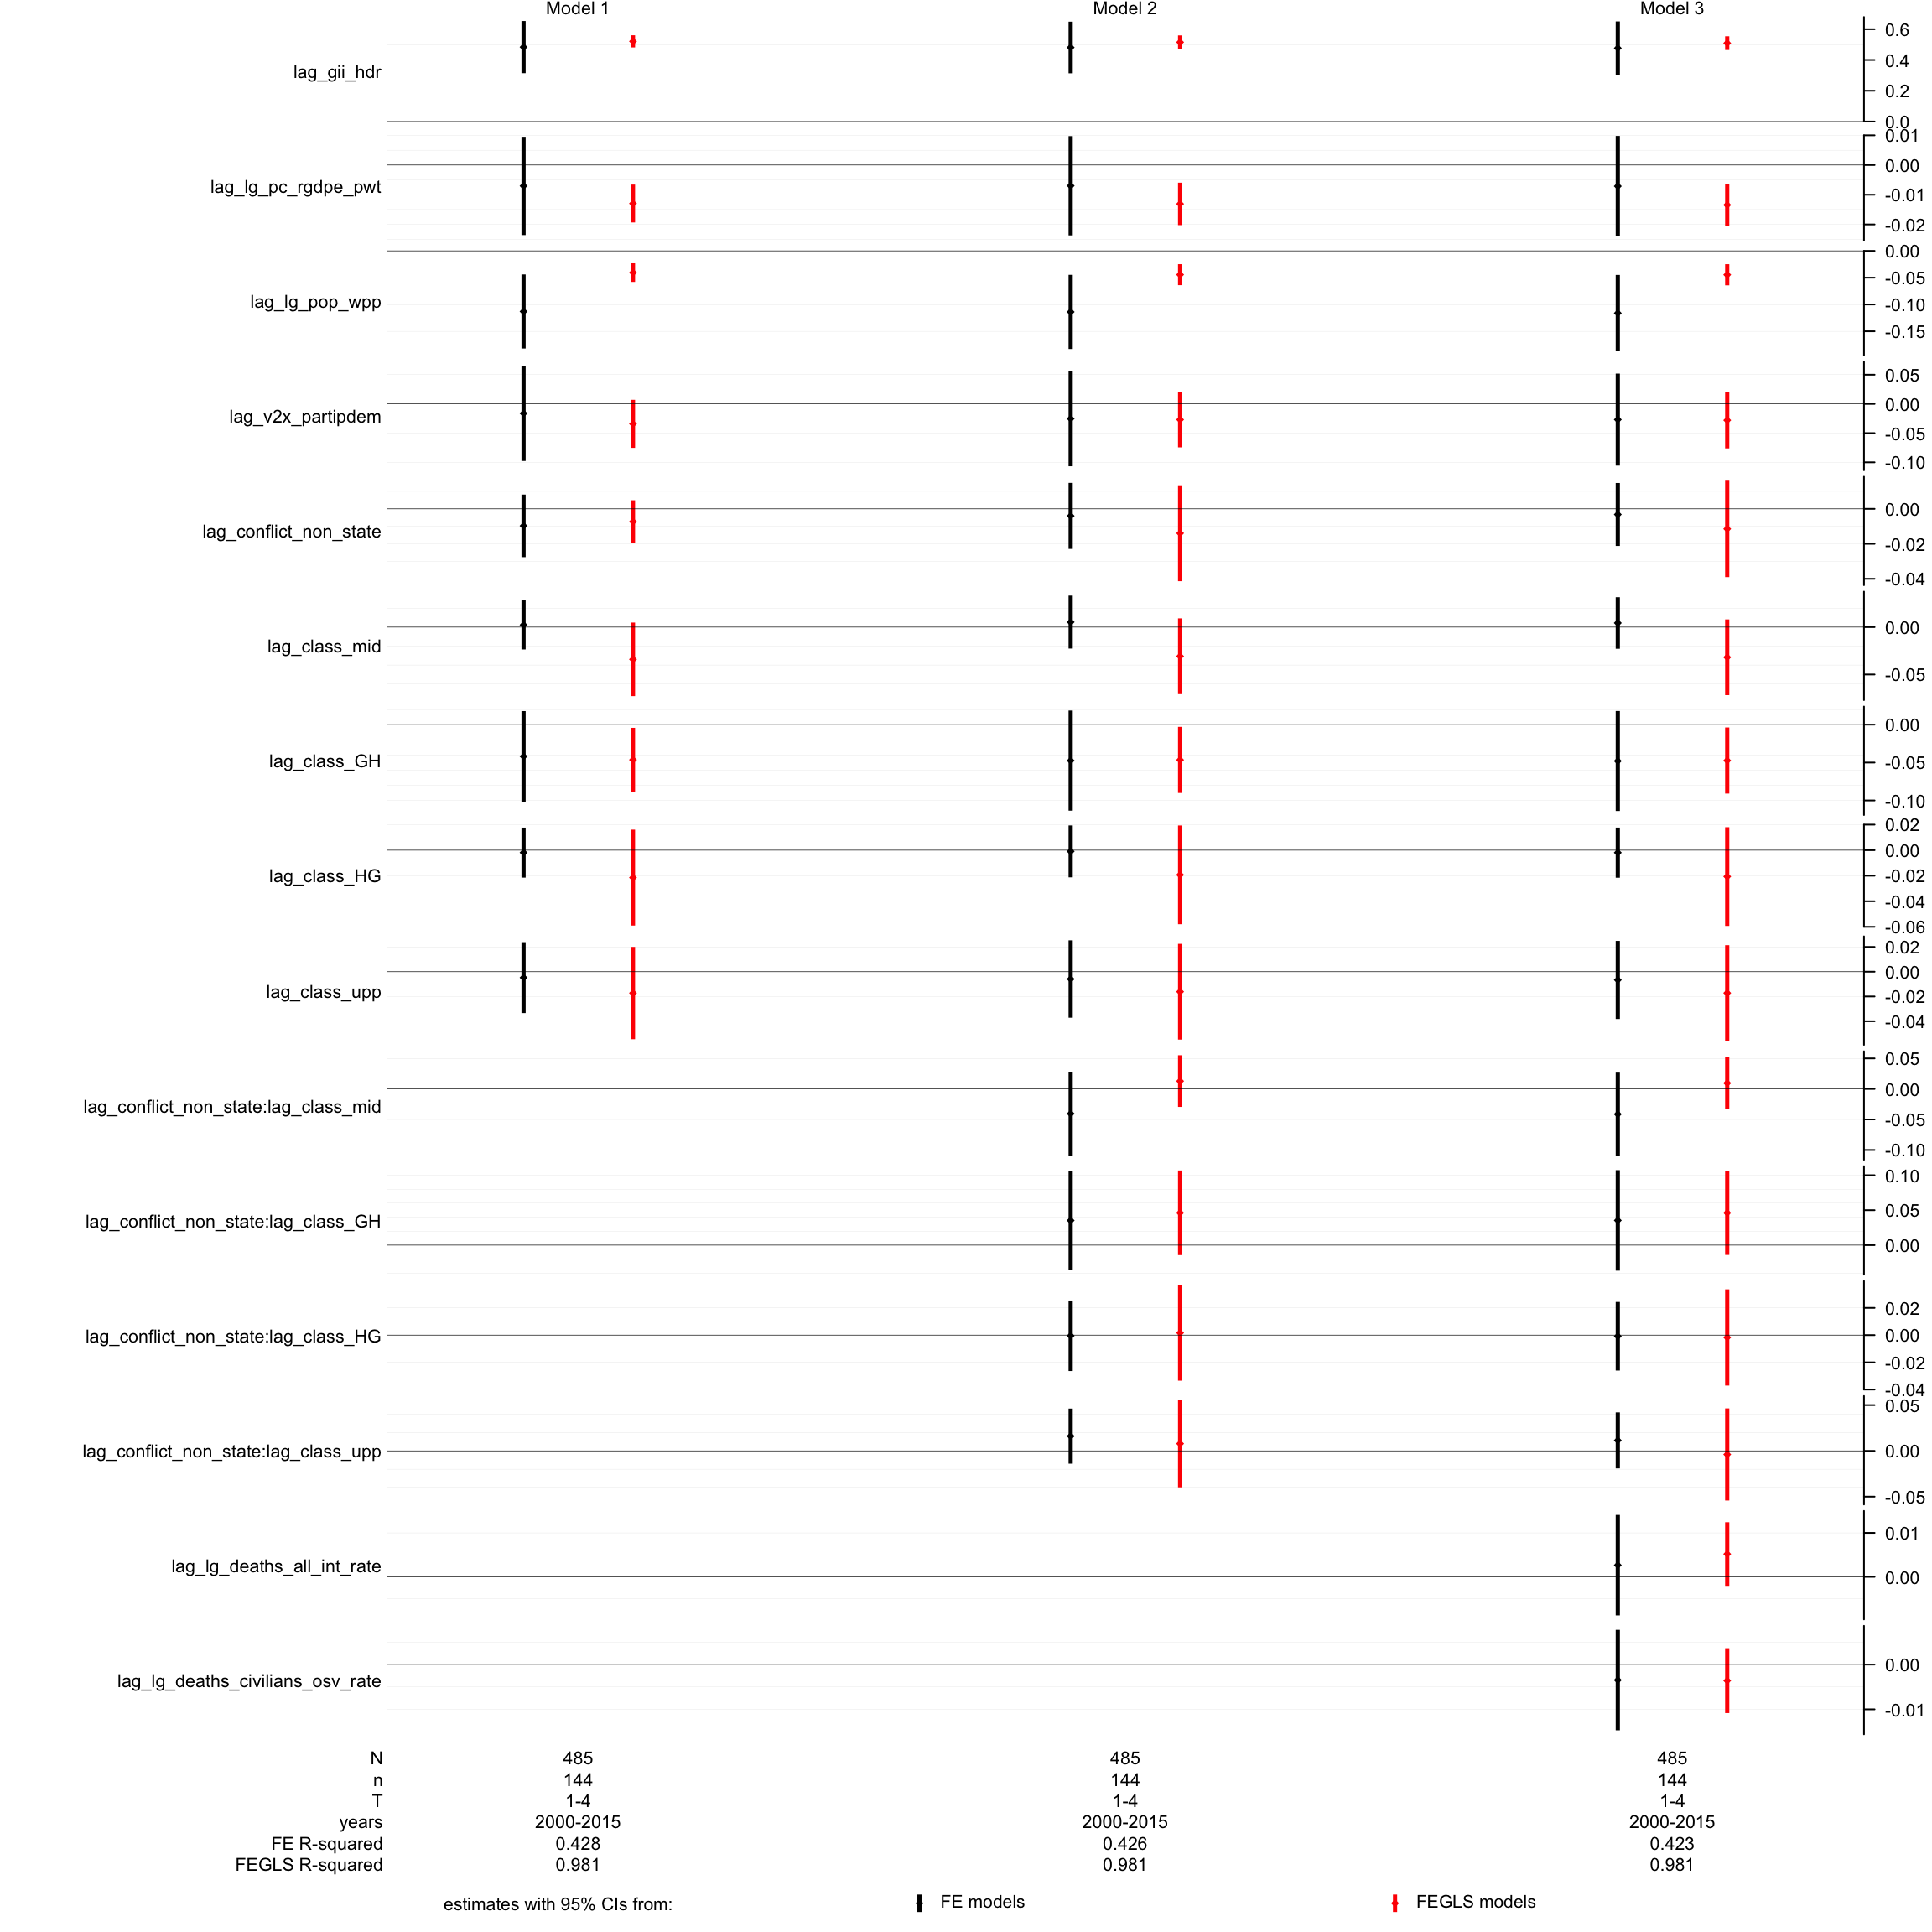 Model 1 Model 2 Model 3
lag_gii_hdr
0.6
0.4
0.2
0.0
lag_lg_pc_rgdpe_pwt
0.01
0.00
-0.01
-0.02
lag_lg_pop_wpp
0.00
-0.05
-0.10
-0.15
lag_v2x_partipdem
0.05
0.00
-0.05
-0.10
lag_conflict_non_state
0.00
-0.02
-0.04
lag_class_mid
0.00
-0.05
lag_class_GH
0.00
-0.05
-0.10
lag_class_HG
0.02
0.00
-0.02
-0.04
-0.06
lag_class_upp
0.02
0.00
-0.02
-0.04
lag_conflict_non_state:lag_class_mid
0.05
0.00
-0.05
-0.10
lag_conflict_non_state:lag_class_GH
0.10
0.05
0.00
lag_conflict_non_state:lag_class_HG
0.02
0.00
-0.02
-0.04
lag_conflict_non_state:lag_class_upp
0.05
0.00
-0.05
lag_lg_deaths_all_int_rate
0.01
0.00
lag_lg_deaths_civilians_osv_rate
0.00
-0.01
N 485 485 485
n 144 144 144
T 1-4 1-4 1-4
years 2000-2015 2000-2015 2000-2015
FE R-squared 0.428 0.426 0.423
FEGLS R-squared 0.981 0.981 0.981
estimates with 95% CIs from: FE models FEGLS models